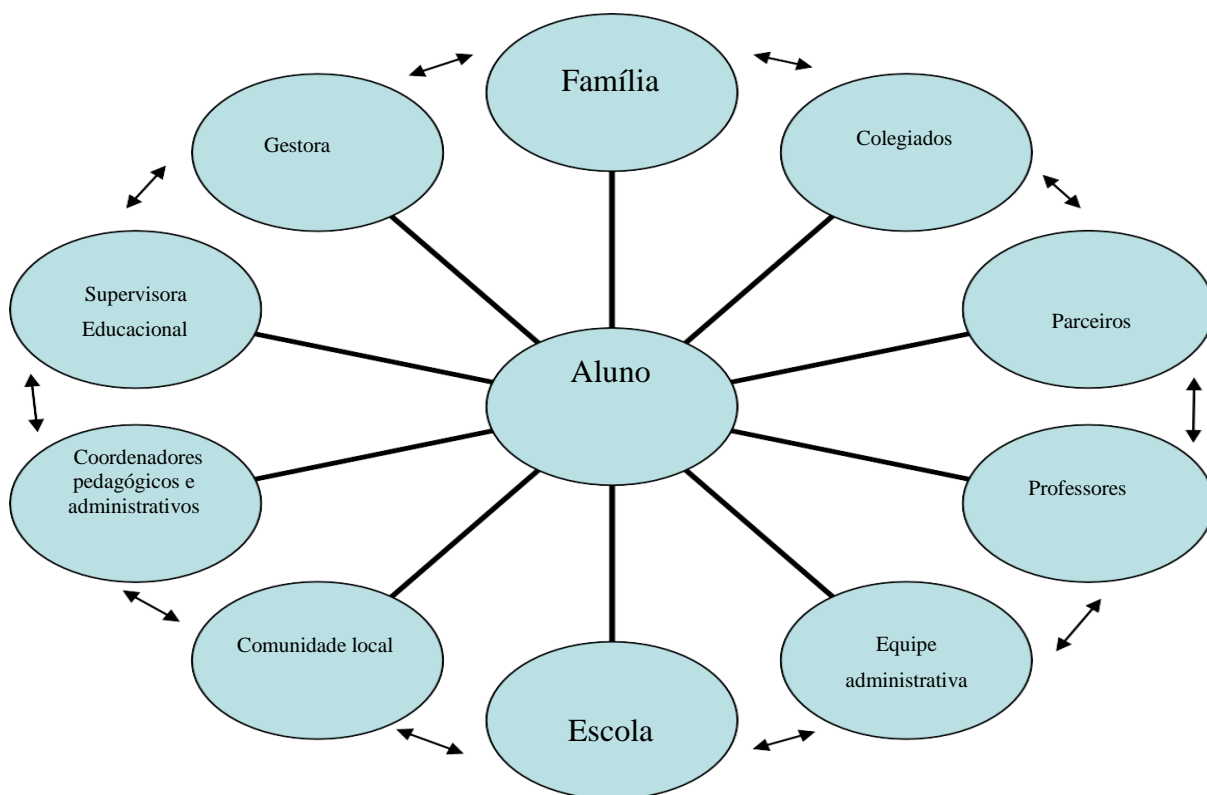 Família
Gestora
Colegiados
Supervisora
Educacional
Parceiros
Aluno
Coordenadores
pedagógicos e
administrativos
Professores
Comunidade local
Equipe
administrativa
Escola